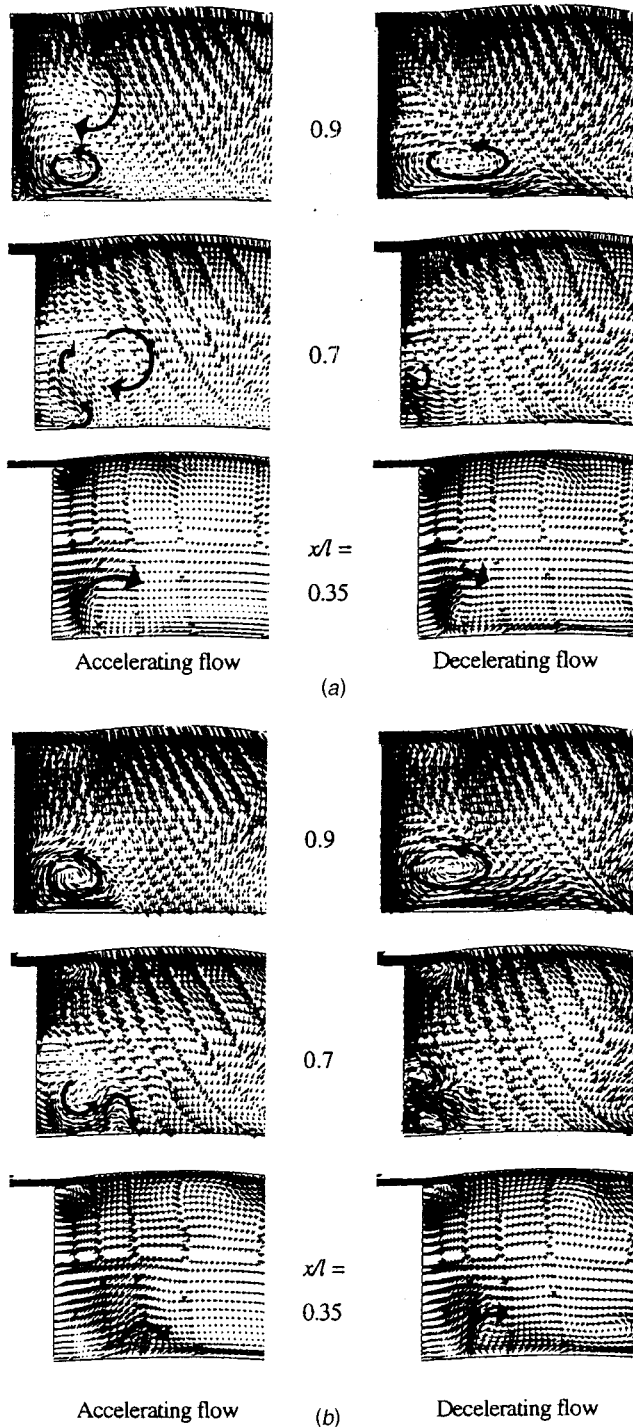 0.9
0.7
x/l =
0.35
Accelerating flow
Decelerating flow
(a)
0.9
0.7
x/l =
0.35
Accelerating flow
(b)
Decelerating flow